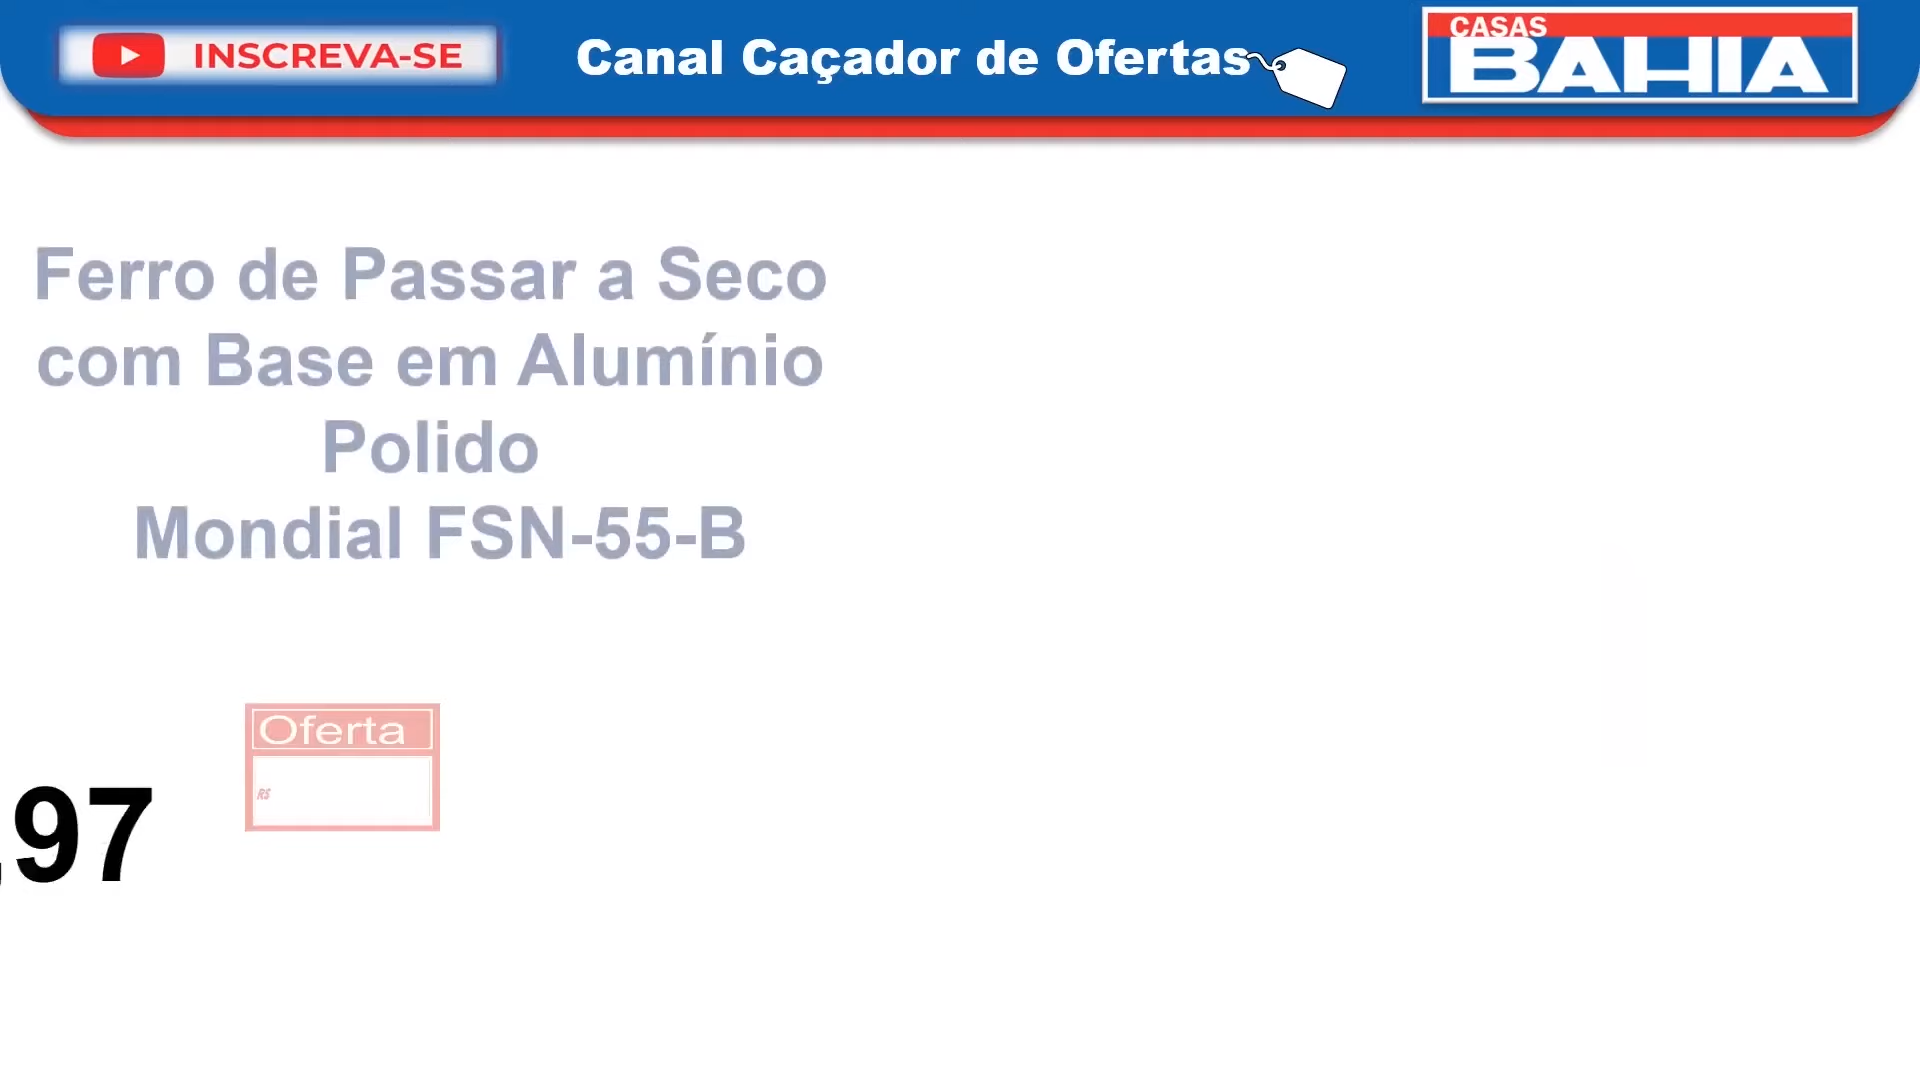 INSCREVA-SE
Canal Caçador de Ofertas
CASAS
BAHIA
Ferro de Passar a Seco
com Base em Alumínio
Polido
Mondial FSN-55-B
Oferta
R$
,97